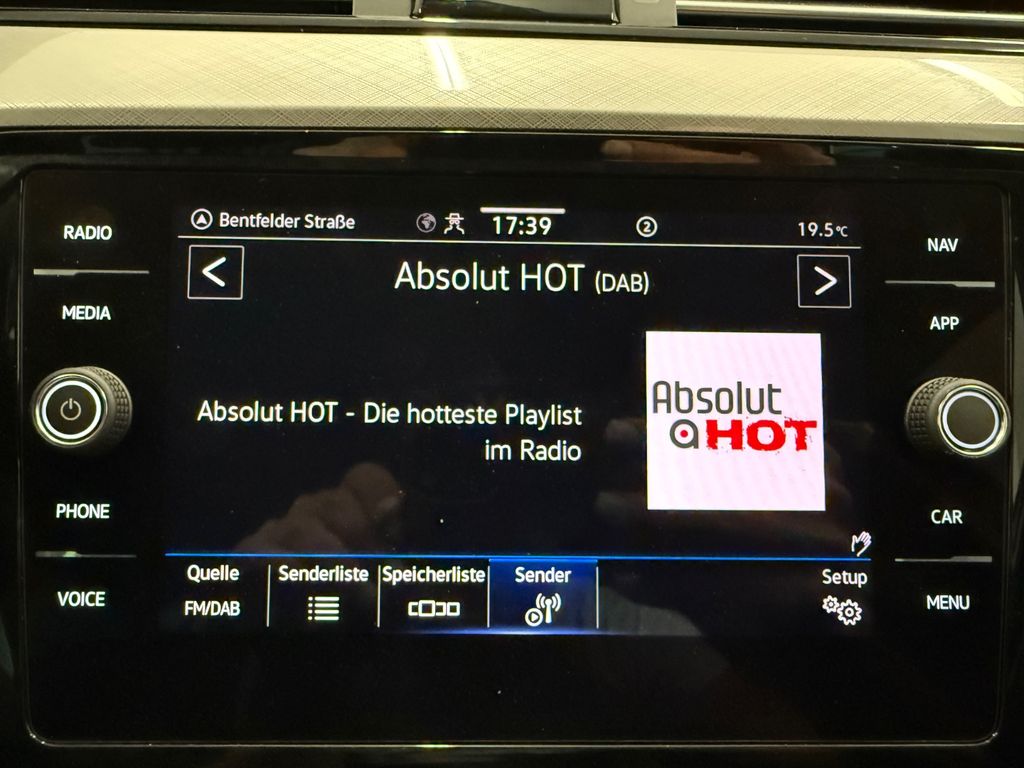 RADIO
MEDIA
PHONE
VOICE
Bentfelder Straße
17:39
2
19.5°C
Absolut HOT (DAB)
Absolut HOT - Die hotteste Playlist
im Radio
Absolut
a HOT
Quelle
FM/DAB
Senderliste
Speicherliste
Sender
Setup
NAV
APP
CAR
MENU